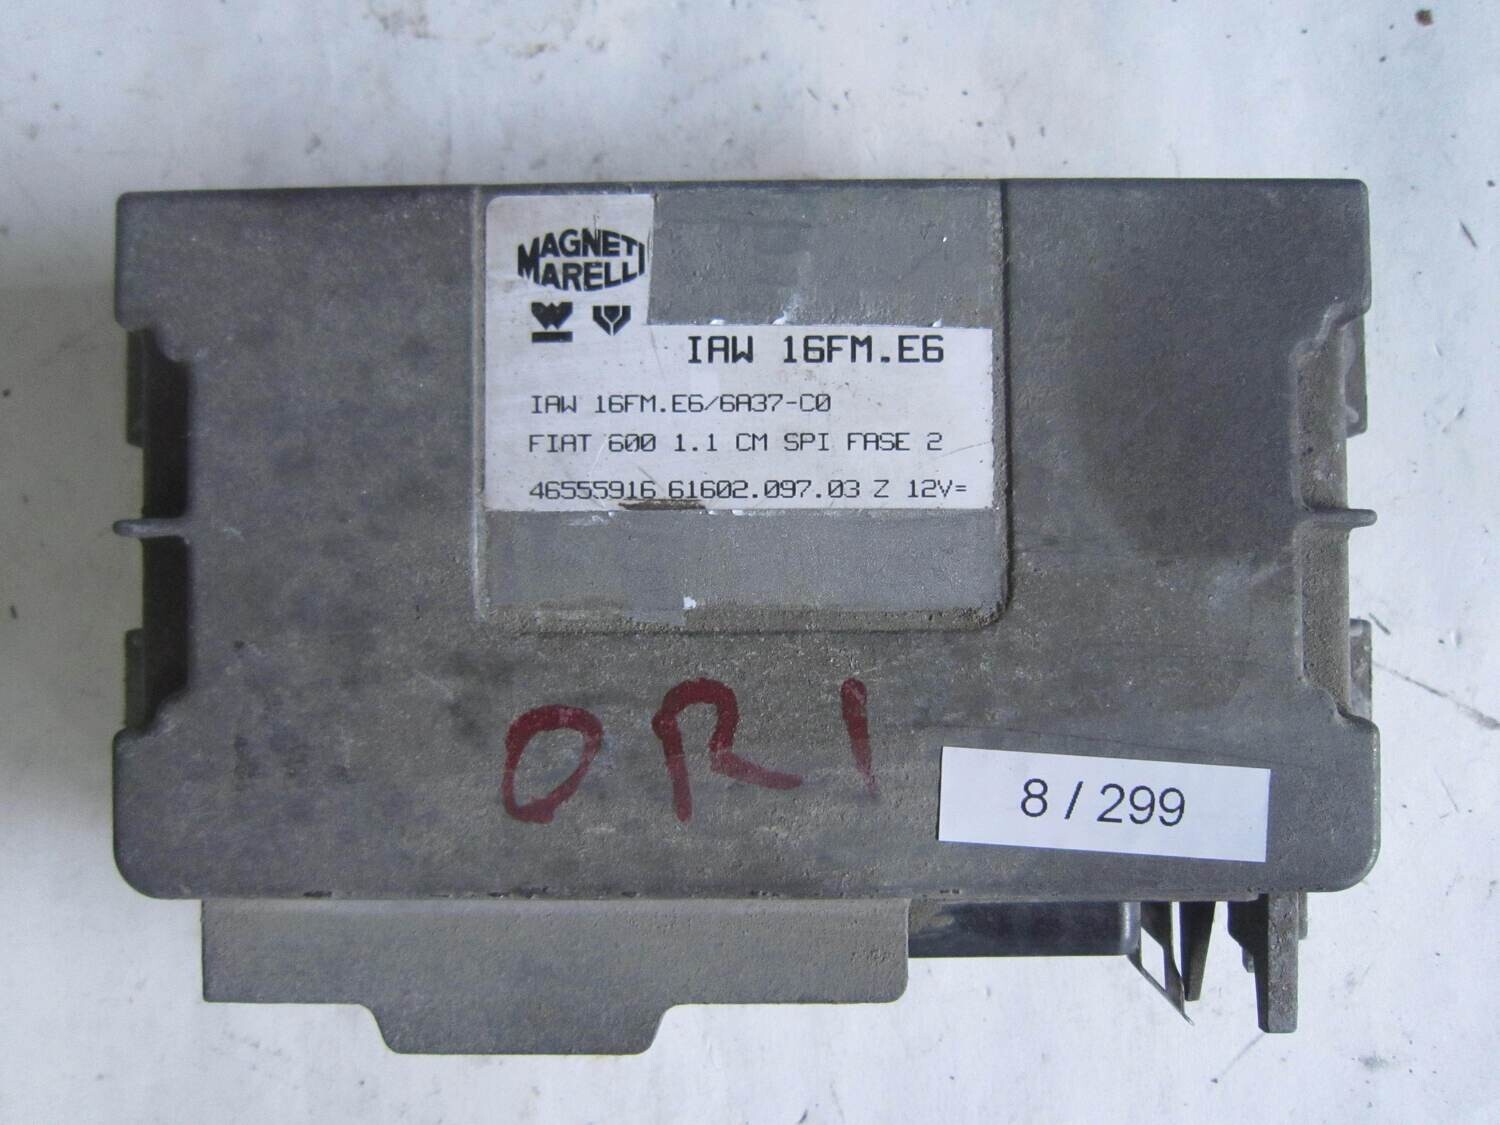 MAGNETI
MARELLI
IAW 16FM.E6
IAW 16FM.E6/6A37-C0
FIAT 600 1.1 CM SPI FASE 2
46555916 61602.097.03 Z 12V=
ORI
8 / 299